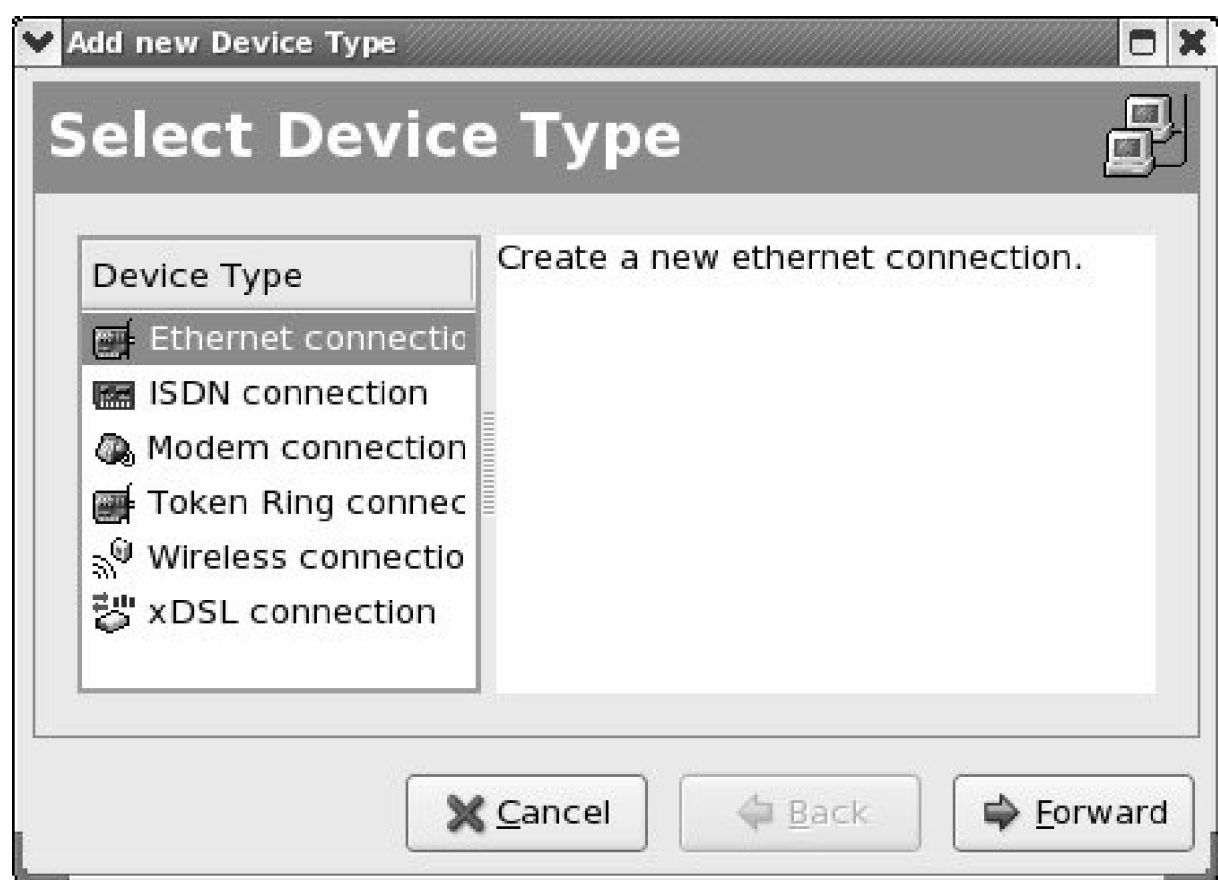 Add new Device Type
Select Device Type
Device Type
Ethernet connectio
ISDN connection
Modem connection
Token Ring connec
Wireless connectio
xDSL connection
Create a new ethernet connection.
Cancel
Back
Forward